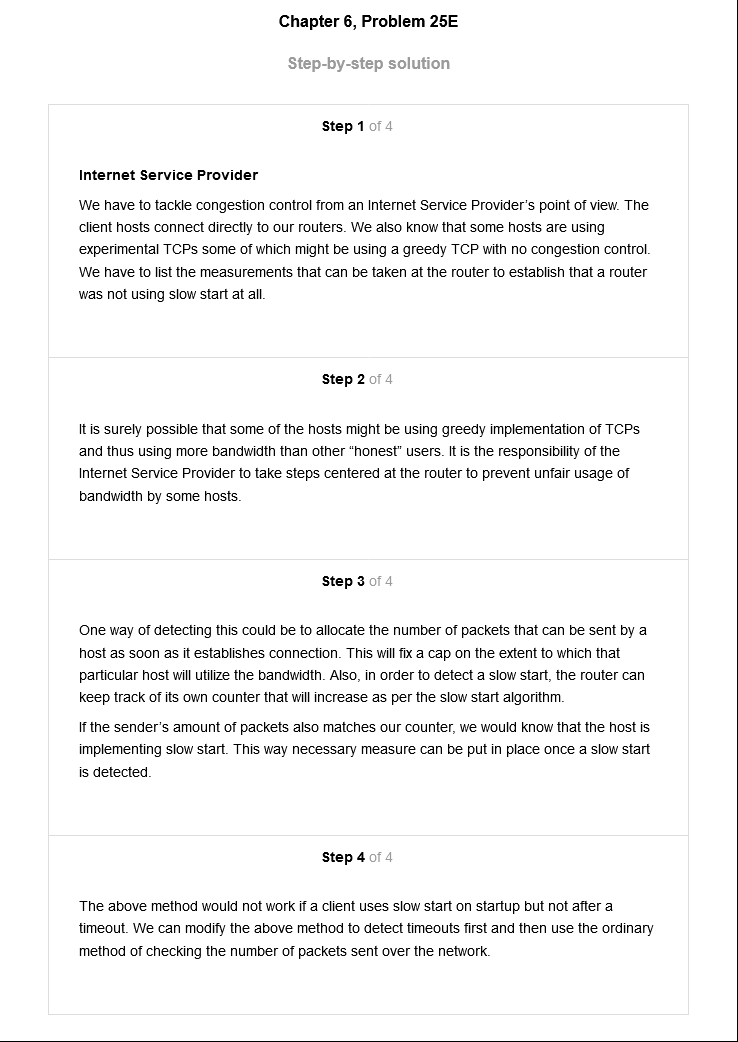 Chapter 6, Problem 25E
Step-by-step solution
Step 1 of 4
Internet Service Provider
We have to tackle congestion control from an Internet Service Provider's point of view. The
client hosts connect directly to our routers. We also know that some hosts are using
experimental TCPs some of which might be using a greedy TCP with no congestion control.
We have to list the measurements that can be taken at the router to establish that a router
was not using slow start at all.
Step 2 of 4
It is surely possible that some of the hosts might be using greedy implementation of TCPs
and thus using more bandwidth than other “honest” users. It is the responsibility of the
Internet Service Provider to take steps centered at the router to prevent unfair usage of
bandwidth by some hosts.
Step 3 of 4
One way of detecting this could be to allocate the number of packets that can be sent by a
host as soon as it establishes connection. This will fix a cap on the extent to which that
particular host will utilize the bandwidth. Also, in order to detect a slow start, the router can
keep track of its own counter that will increase as per the slow start algorithm.
If the sender's amount of packets also matches our counter, we would know that the host is
implementing slow start. This way necessary measure can be put in place once a slow start
is detected.
Step 4 of 4
The above method would not work if a client uses slow start on startup but not after a
timeout. We can modify the above method to detect timeouts first and then use the ordinary
method of checking the number of packets sent over the network.